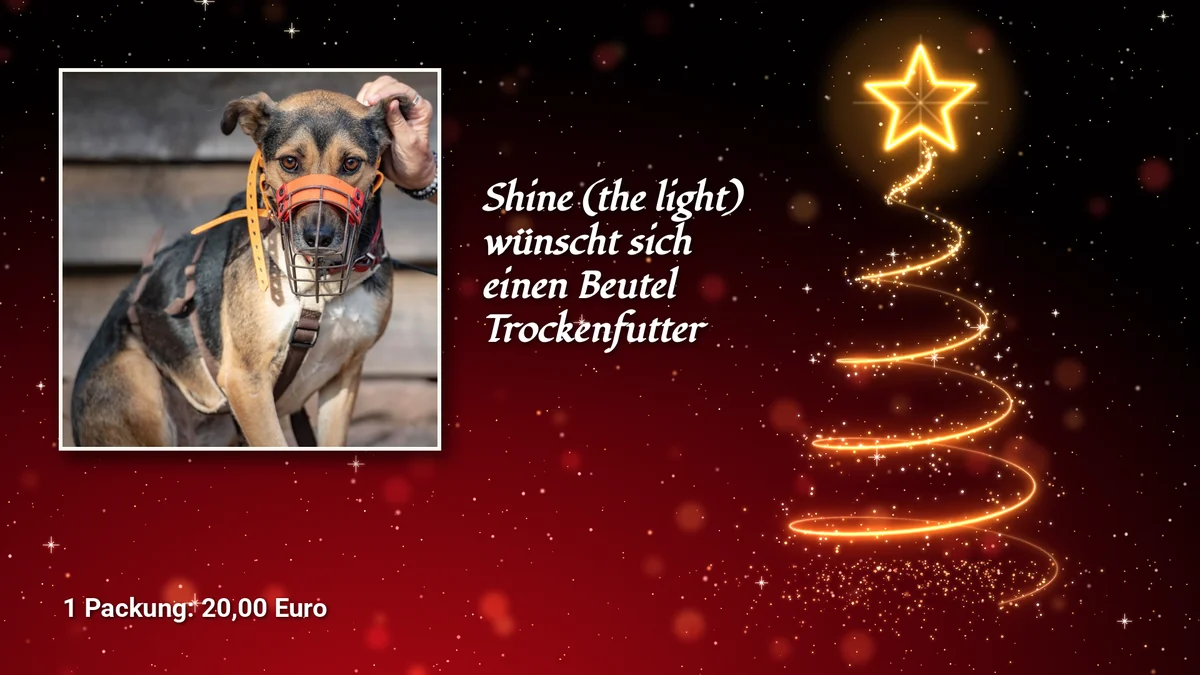 Shine (the light)
wünscht sich
einen Beutel
Trockenfutter
1 Packung: 20,00 Euro